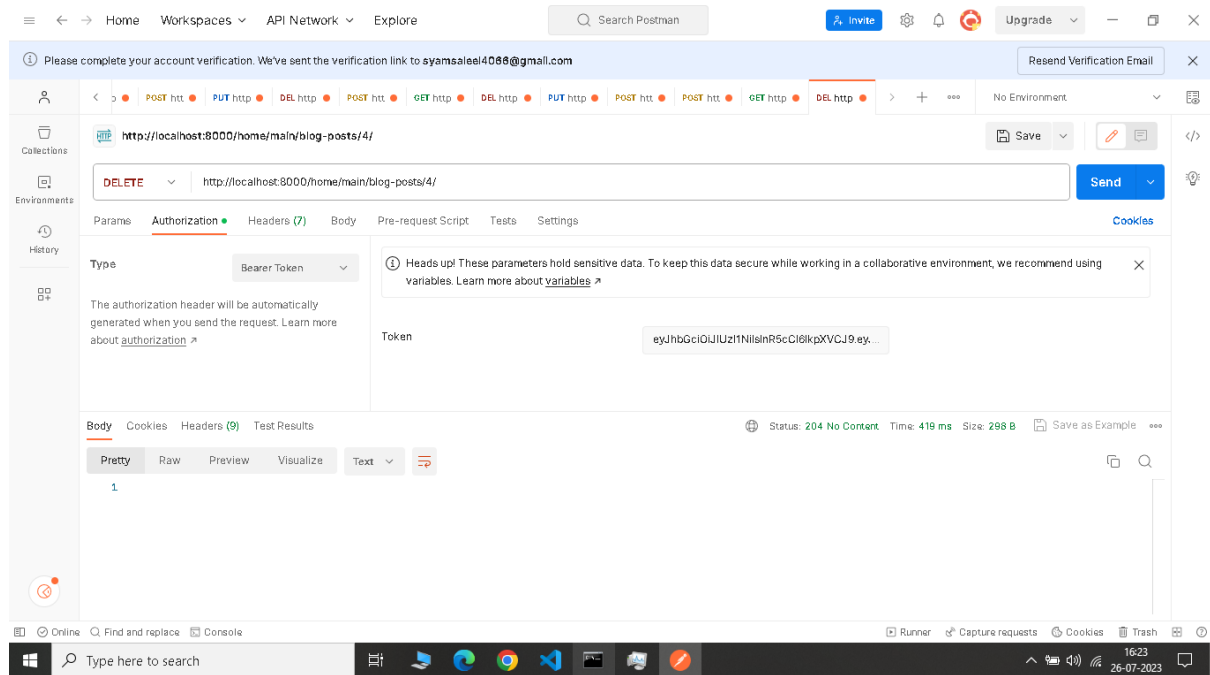 Home Workspaces API Network Explore Search Postman Invite Upgrade
Please complete your account verification. We've sent the verification link to syamsaleel4066@gmail.com Resend Verification Email
POST htt PUT http DEL http POST htt GET http DEL http PUT http POST htt POST htt GET http DEL http No Environment
HTTP http://localhost:8000/home/main/blog-posts/4/ Save
Collections
DELETE http://localhost:8000/home/main/blog-posts/4/ Send
Environments
Params Authorization Headers (7) Body Pre-request Script Tests Settings Cookies
History
Type Bearer Token Heads up! These parameters hold sensitive data. To keep this data secure while working in a collaborative environment, we recommend using
variables. Learn more about variables
The authorization header will be automatically
generated when you send the request. Learn more
about authorization
Token
Body Cookies Headers (9) Test Results Status: 204 No Content Time: 419 ms Size: 298 B Save as Example
Pretty Raw Preview Visualize Text
1
Online Find and replace Console Runner Capture requests Cookies Trash
Type here to search 16:23
26-07-2023